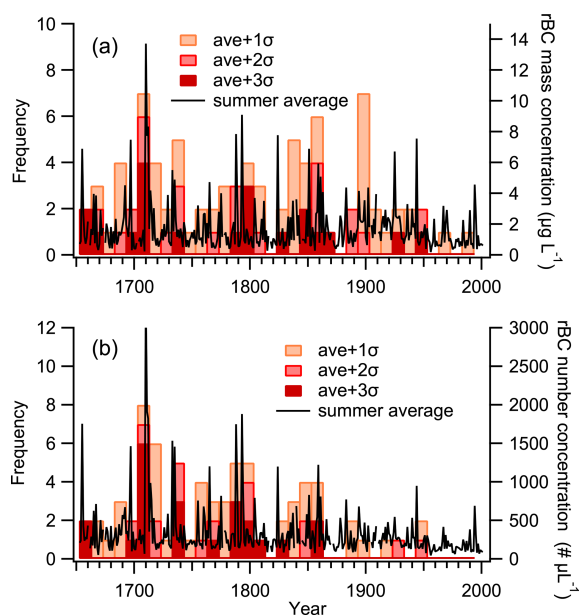 (a)
ave+1σ
ave+2σ
ave+3σ
summer average
Frequency
10
8
6
4
2
0
rBC mass concentration (µg L⁻¹)
14
12
10
8
6
4
2
0
1700
1800
1900
2000
(b)
ave+1σ
ave+2σ
ave+3σ
summer average
Frequency
12
10
8
6
4
2
0
rBC number concentration (# µL⁻¹)
3000
2500
2000
1500
1000
500
0
1700
1800
1900
2000
Year